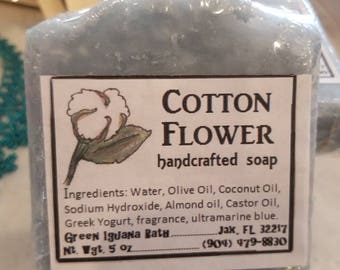 COTTON
FLOWER
handcrafted soap
Ingredients: Water, Olive Oil, Coconut Oil,
Sodium Hydroxide, Almond oil, Castor Oil,
Greek Yogurt, fragrance, ultramarine blue.
Green Iguana Bath..............Jax, FL 32217
Nt. Wgt. 5 oz ..............(904) 479-8830